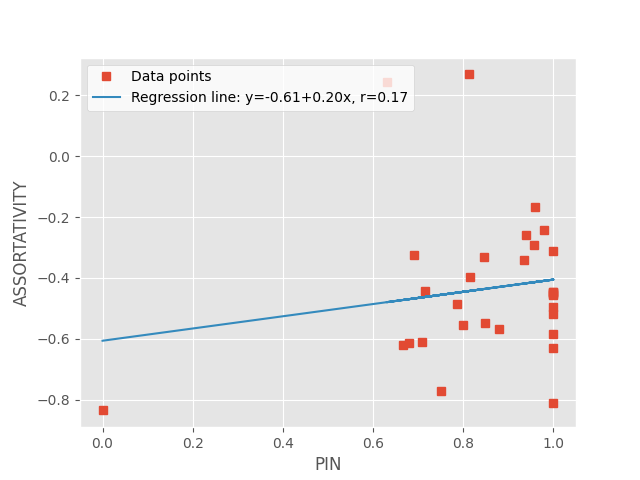 Data points
Regression line: y=-0.61+0.20x, r=0.17
0.2
0.0
−0.2
−0.4
−0.6
−0.8
ASSORTATIVITY
0.0 0.2 0.4 0.6 0.8 1.0
PIN